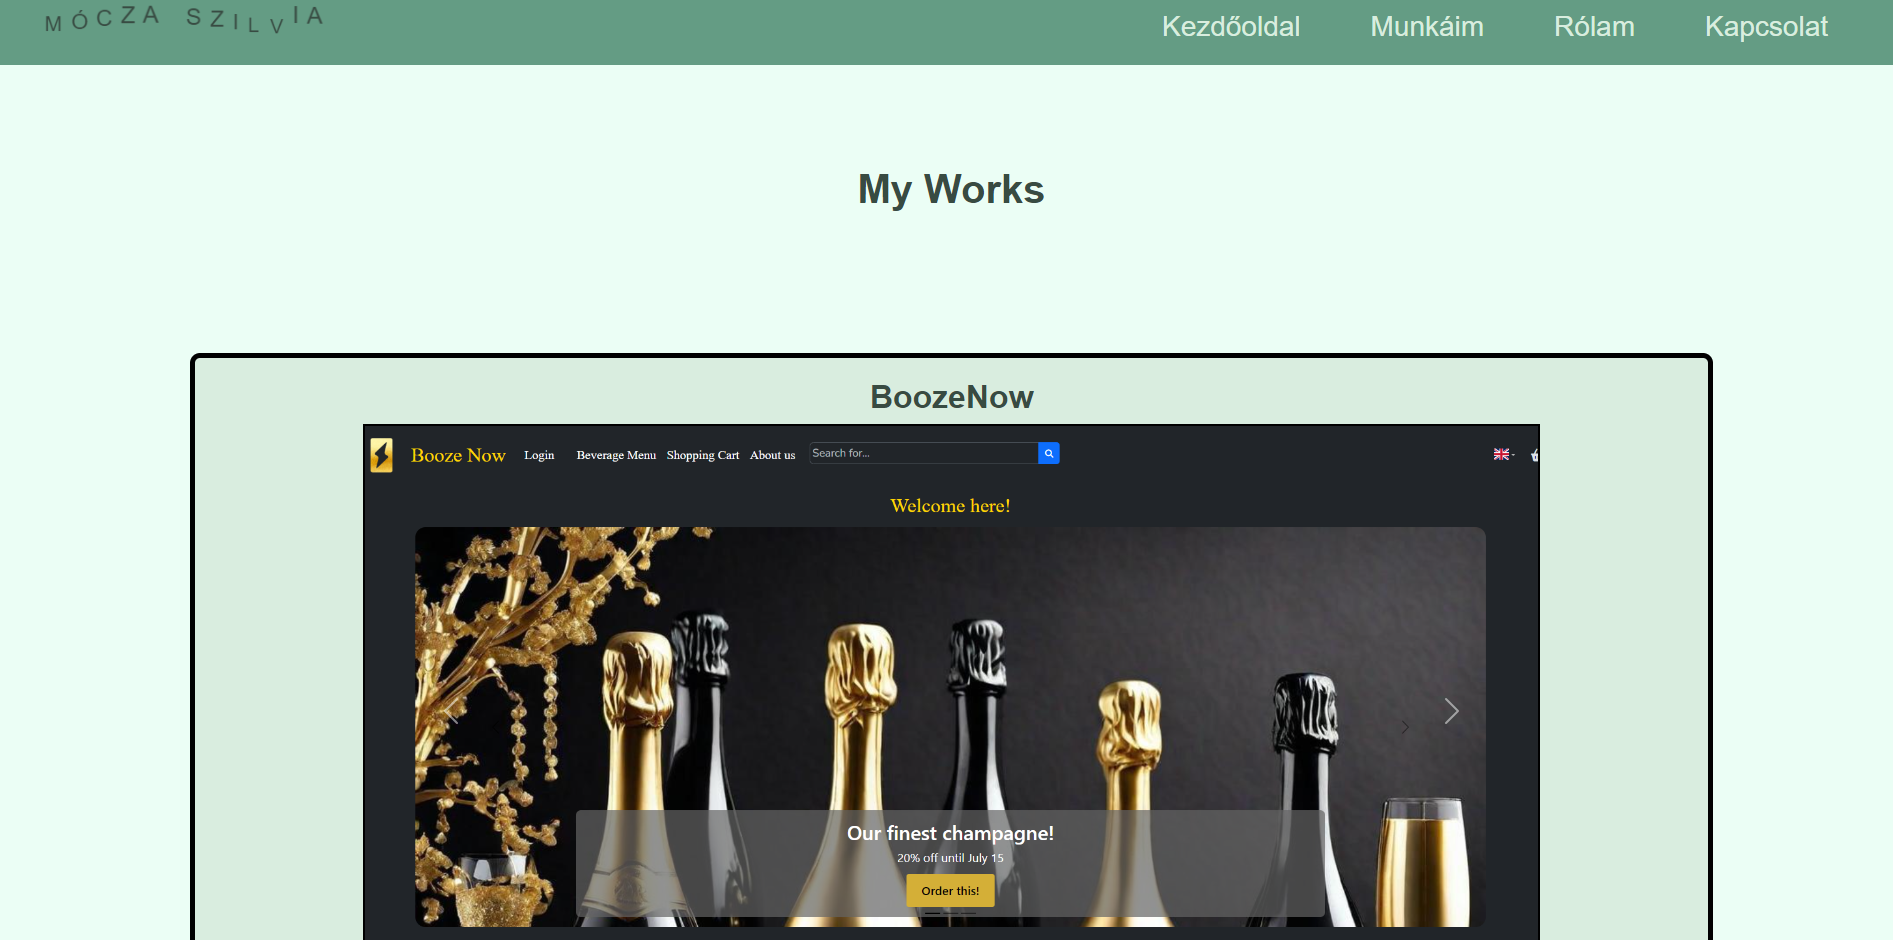 MÓCZA SZILVIA
Kezdőoldal Munkáim Rólam Kapcsolat
My Works
BoozeNow
Booze Now Login Beverage Menu Shopping Cart About us Search for...
Welcome here!
Our finest champagne!
20% off until July 15
Order this!